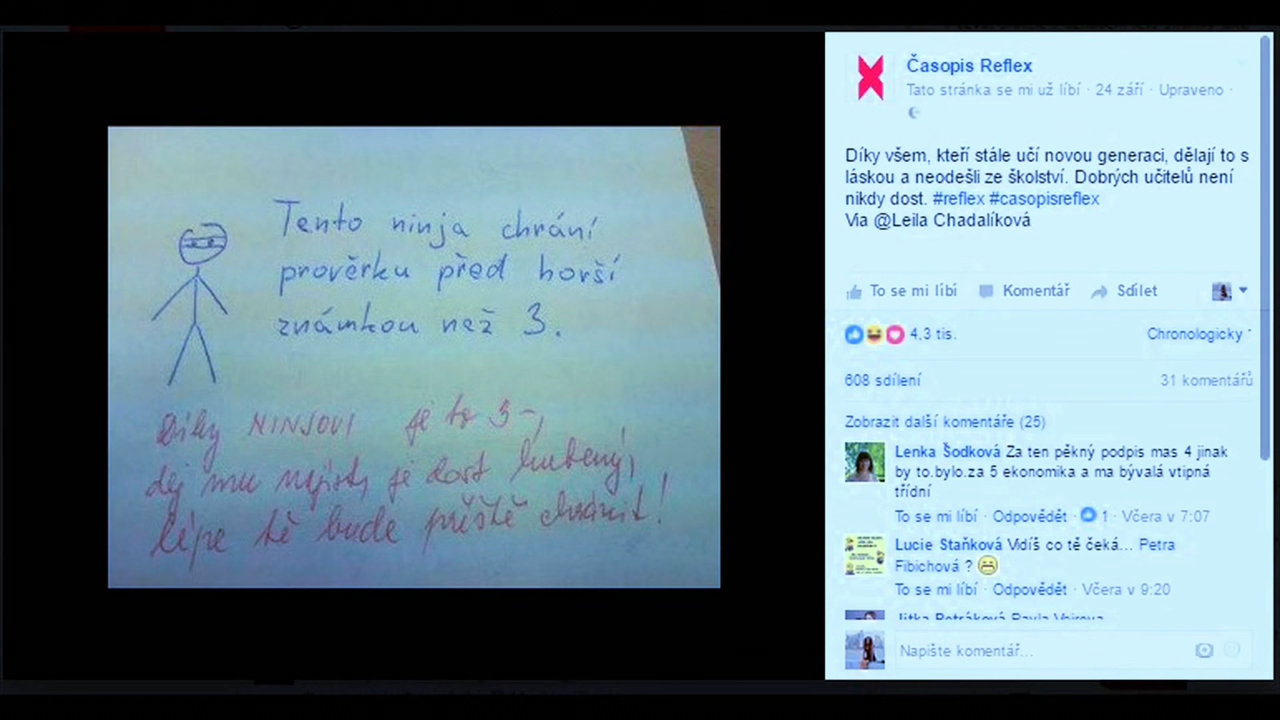 Tento ninja chrání
prověrku před horší
známkou než 3.
Díky NINJOVI je to 3-,
dej mu najíst, je dost hubený,
lépe tě bude příště chránit!
Časopis Reflex
Tato stránka se mi už líbí · 24 září · Upraveno ·
Díky všem, kteří stále učí novou generaci, dělají to s
láskou a neodešli ze školství. Dobrých učitelů není
nikdy dost. #reflex #casopisreflex
Via @Leila Chadalíková
To se mi líbí Komentář Sdílet
4,3 tis. Chronologicky
608 sdílení 31 komentářů
Zobrazit další komentáře (25)
Lenka Šodková Za ten pěkný podpis mas 4 jinak
by to.bylo.za 5 ekonomika a ma bývalá vtipná
třídní
To se mi líbí · Odpovědět · 1 · Včera v 7:07
Lucie Staňková Vidíš co tě čeká... Petra
Fibichová ?
To se mi líbí · Odpovědět · Včera v 9:20
Jitka Petráková
Napište komentář...